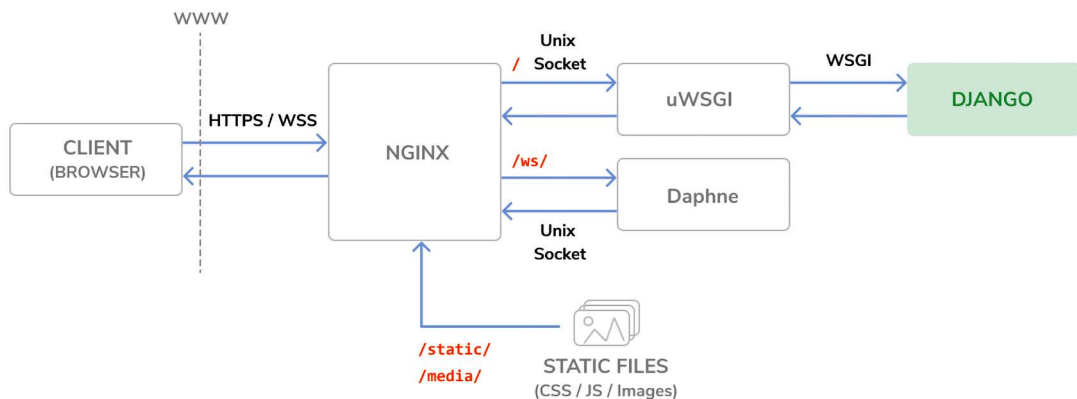 WWW
Unix
Socket
/
WSGI
uWSGI
DJANGO
HTTPS / WSS
CLIENT
(BROWSER)
NGINX
/ws/
Daphne
Unix
Socket
/static/
/media/
STATIC FILES
(CSS / JS / Images)